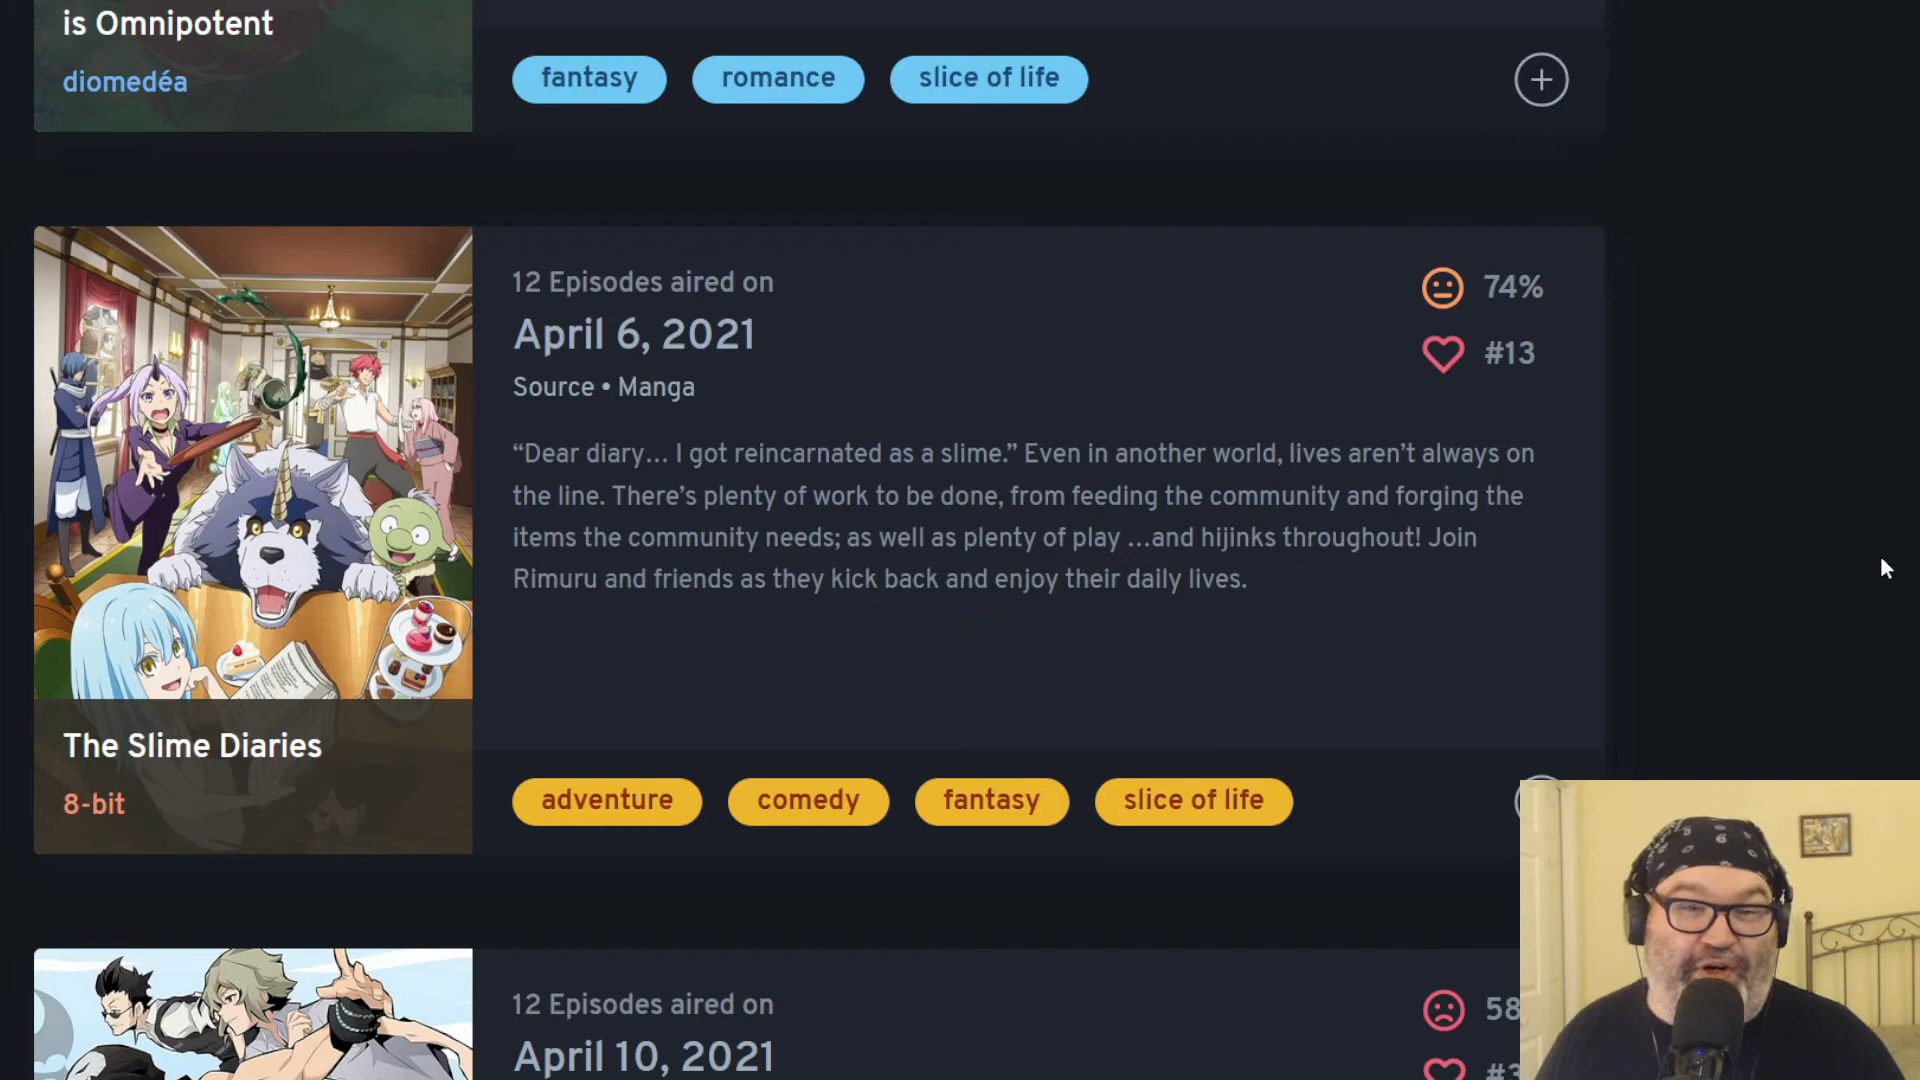 is Omnipotent
diomedéa
fantasy
romance
slice of life
12 Episodes aired on
74%
April 6, 2021
#13
Source • Manga
“Dear diary… I got reincarnated as a slime.” Even in another world, lives aren’t always on
the line. There’s plenty of work to be done, from feeding the community and forging the
items the community needs; as well as plenty of play …and hijinks throughout! Join
Rimuru and friends as they kick back and enjoy their daily lives.
The Slime Diaries
8-bit
adventure
comedy
fantasy
slice of life
12 Episodes aired on
58
April 10, 2021
#3